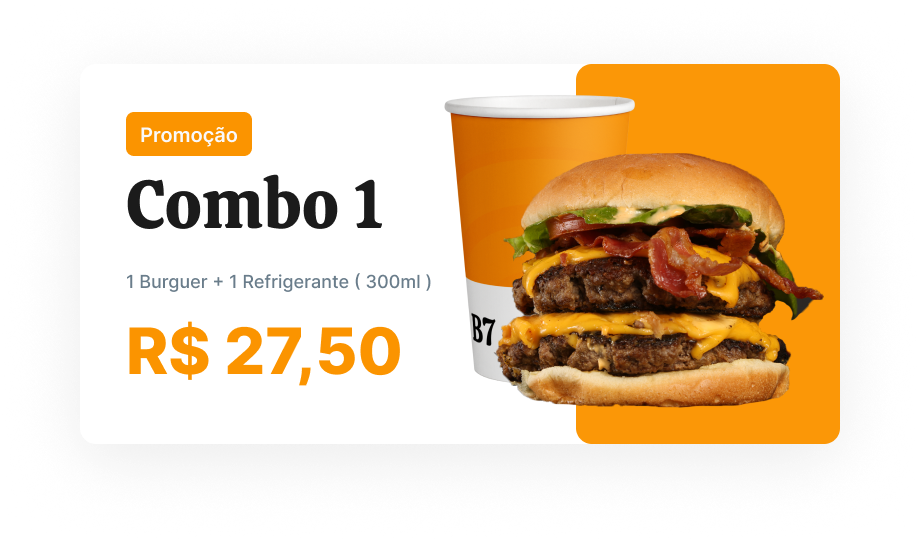 Promoção
Combo 1
1 Burguer + 1 Refrigerante ( 300ml )
R$ 27,50
B7